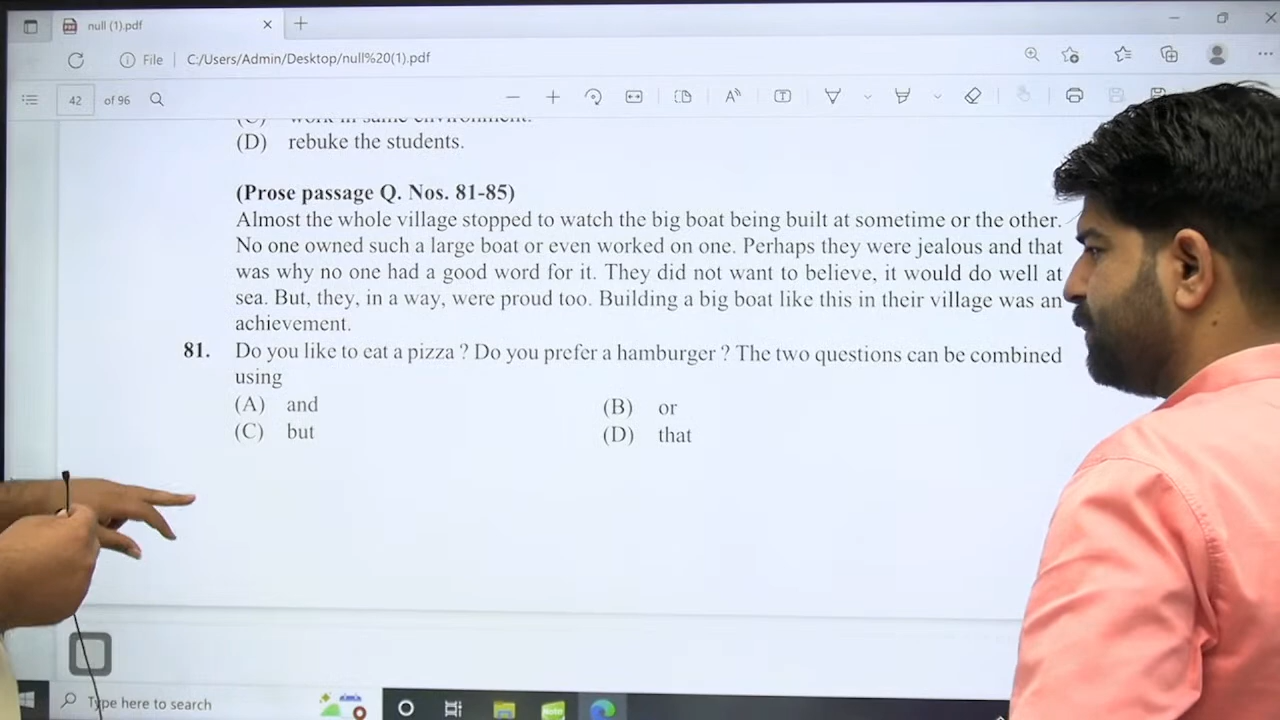 null (1).pdf
File | C:/Users/Admin/Desktop/null%20(1).pdf
42 of 96
(C) work in same environment.
(D) rebuke the students.
(Prose passage Q. Nos. 81-85)
Almost the whole village stopped to watch the big boat being built at sometime or the other.
No one owned such a large boat or even worked on one. Perhaps they were jealous and that
was why no one had a good word for it. They did not want to believe, it would do well at
sea. But, they, in a way, were proud too. Building a big boat like this in their village was an
achievement.
81. Do you like to eat a pizza ? Do you prefer a hamburger ? The two questions can be combined
using
(A) and (B) or
(C) but (D) that
Type here to search